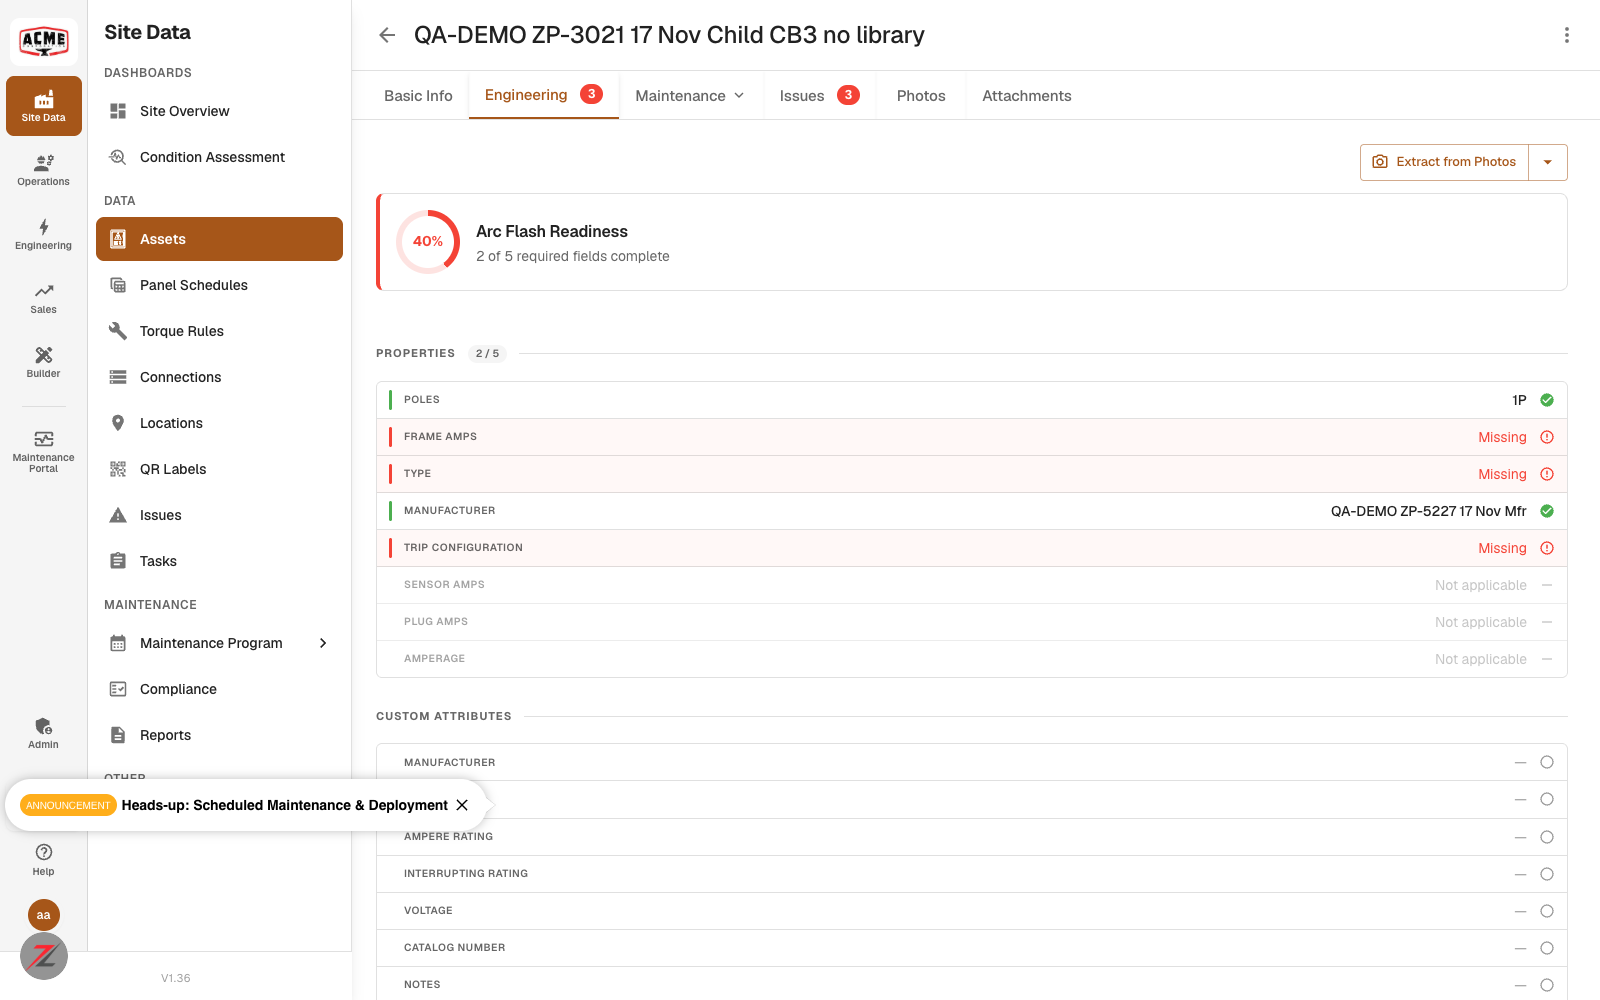 ACME
Site Data
Operations
Engineering
Sales
Builder
Maintenance
Portal
Admin
Help
aa
Site Data
DASHBOARDS
Site Overview
Condition Assessment
DATA
Assets
Panel Schedules
Torque Rules
Connections
Locations
QR Labels
Issues
Tasks
MAINTENANCE
Maintenance Program
Compliance
Reports
OTHER
ANNOUNCEMENT Heads-up: Scheduled Maintenance & Deployment
V1.36
QA-DEMO ZP-3021 17 Nov Child CB3 no library
Basic Info
Engineering 3
Maintenance
Issues 3
Photos
Attachments
Extract from Photos
40%
Arc Flash Readiness
2 of 5 required fields complete
PROPERTIES 2 / 5
POLES 1P
FRAME AMPS Missing
TYPE Missing
MANUFACTURER QA-DEMO ZP-5227 17 Nov Mfr
TRIP CONFIGURATION Missing
SENSOR AMPS Not applicable —
PLUG AMPS Not applicable —
AMPERAGE Not applicable —
CUSTOM ATTRIBUTES
MANUFACTURER —
—
AMPERE RATING —
INTERRUPTING RATING —
VOLTAGE —
CATALOG NUMBER —
NOTES —